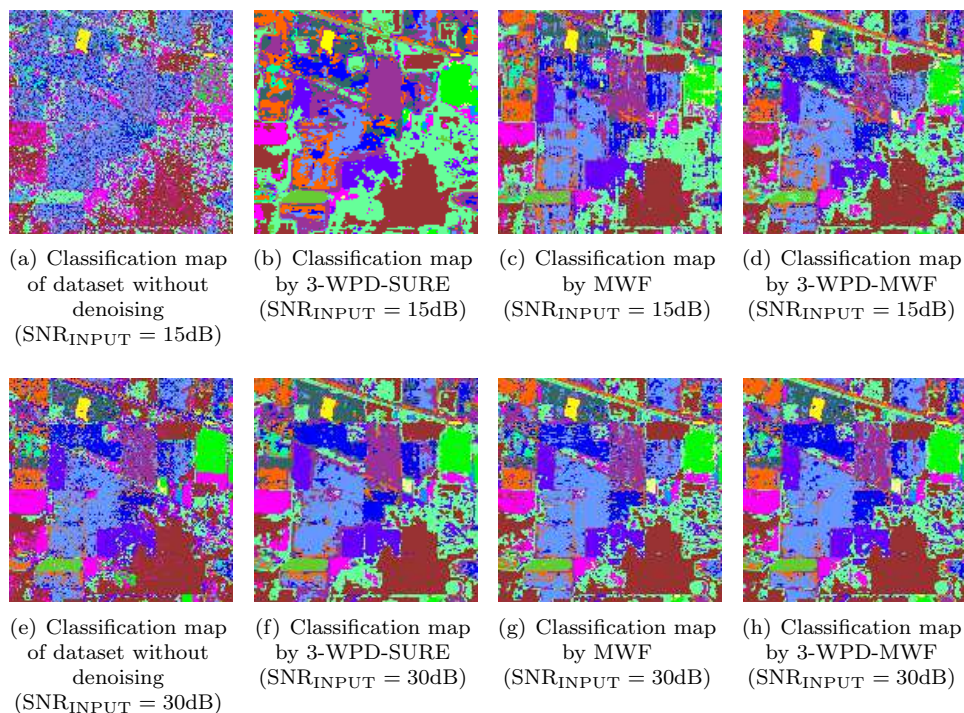 (a) Classification map
of dataset without
denoising
(SNR_INPUT = 15dB)
(b) Classification map
by 3-WPD-SURE
(SNR_INPUT = 15dB)
(c) Classification map
by MWF
(SNR_INPUT = 15dB)
(d) Classification map
by 3-WPD-MWF
(SNR_INPUT = 15dB)
(e) Classification map
of dataset without
denoising
(SNR_INPUT = 30dB)
(f) Classification map
by 3-WPD-SURE
(SNR_INPUT = 30dB)
(g) Classification map
by MWF
(SNR_INPUT = 30dB)
(h) Classification map
by 3-WPD-MWF
(SNR_INPUT = 30dB)